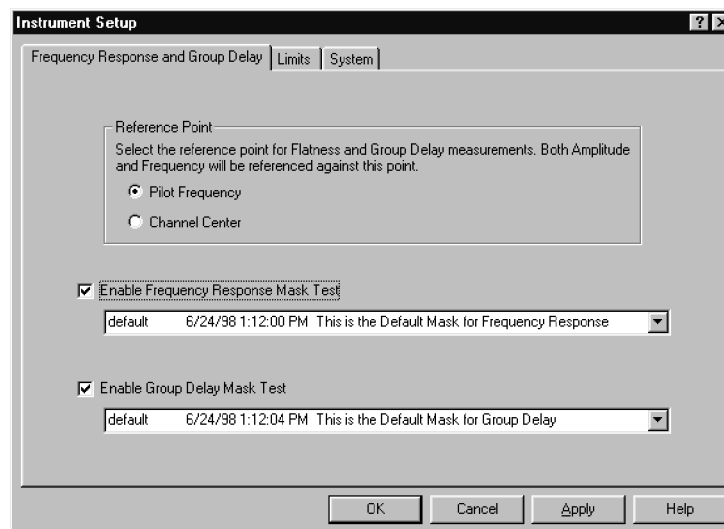 Instrument Setup
Frequency Response and Group Delay
Limits
System
Reference Point
Select the reference point for Flatness and Group Delay measurements. Both Amplitude
and Frequency will be referenced against this point.
Pilot Frequency
Channel Center
Enable Frequency Response Mask Test
default 6/24/98 1:12:00 PM This is the Default Mask for Frequency Response
Enable Group Delay Mask Test
default 6/24/98 1:12:04 PM This is the Default Mask for Group Delay
OK
Cancel
Apply
Help